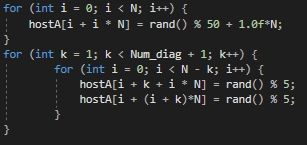 for (int i = 0; i < N; i++) {
hostA[i + i * N] = rand() % 50 + 1.0f*N;
}
for (int k = 1; k < Num_diag + 1; k++) {
for (int i = 0; i < N - k; i++) {
hostA[i + k + i * N] = rand() % 5;
hostA[i + (i + k)*N] = rand() % 5;
}
}